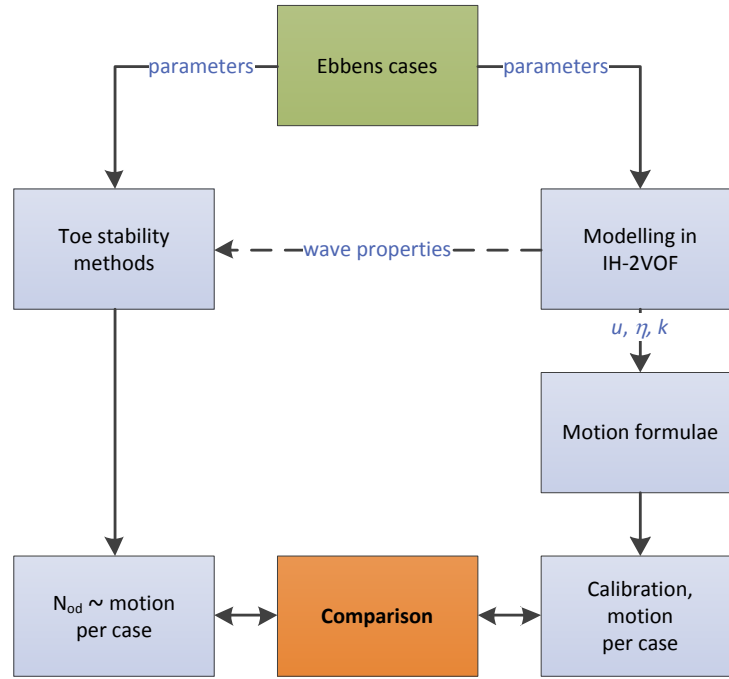 parameters
Ebbens cases
parameters
Toe stability
methods
wave properties
Modelling in
IH-2VOF
u, η, k
Motion formulae
Nod ~ motion
per case
Comparison
Calibration,
motion
per case